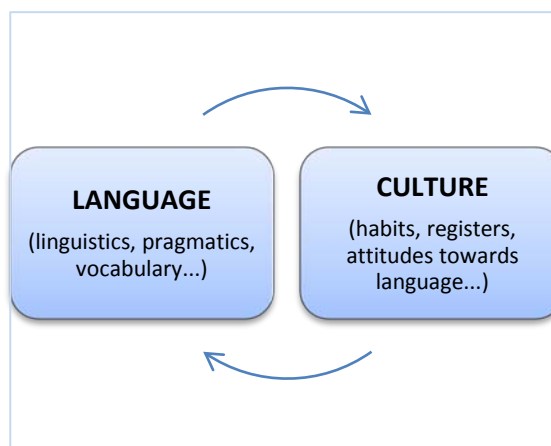 LANGUAGE
(linguistics, pragmatics,
vocabulary...)
CULTURE
(habits, registers,
attitudes towards
language...)